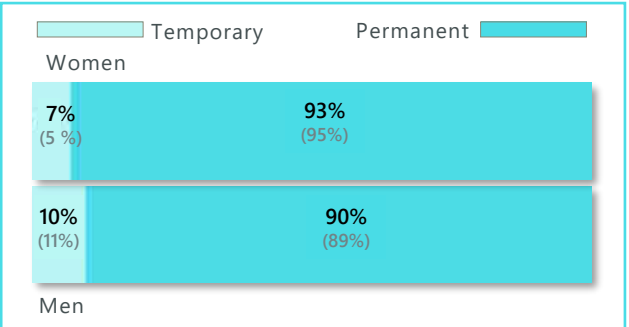 Temporary Permanent
Women
7% 93%
(5 %) (95%)
10% 90%
(11%) (89%)
Men